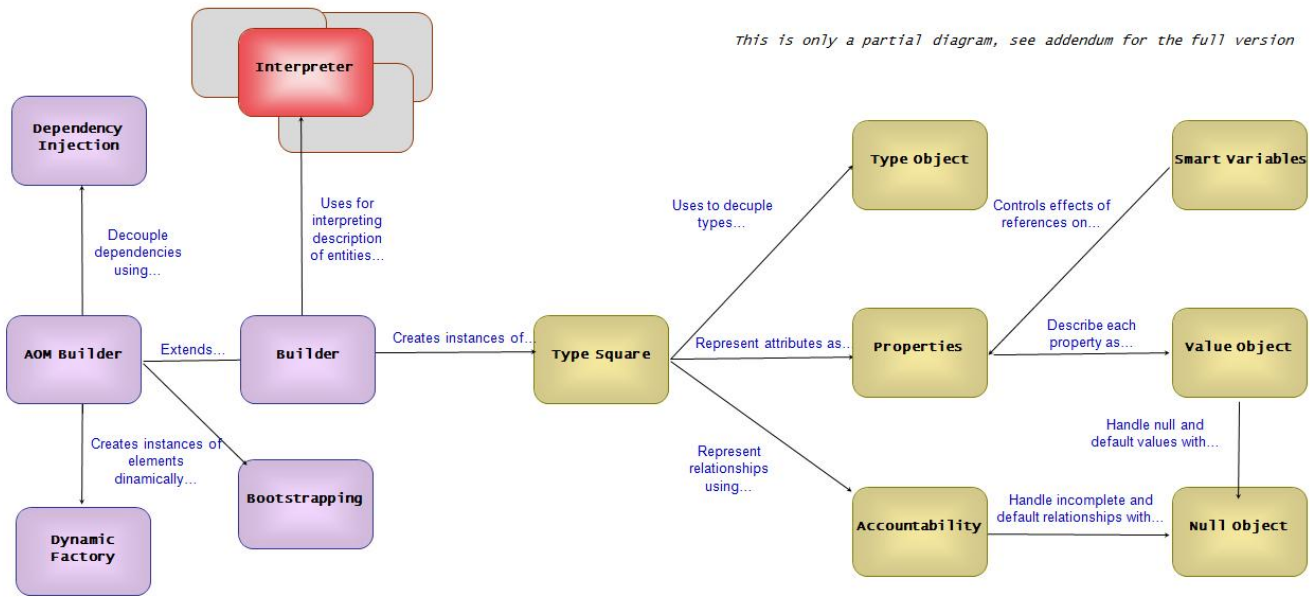 This is only a partial diagram, see addendum for the full version
Interpreter
Dependency
Injection
Type Object
Smart Variables
Uses for
interpreting
description
of entities…
Uses to decuple
types…
Controls effects of
references on…
Decouple
dependencies
using…
AOM Builder
Extends…
Builder
Creates instances of…
Type Square
Represent attributes as…
Properties
Describe each
property as…
Value Object
Creates instances of
elements
dinamically…
Handle null and
default values with…
Represent
relationships
using…
Bootstrapping
Dynamic
Factory
Accountability
Handle incomplete and
default relationships with…
Null Object